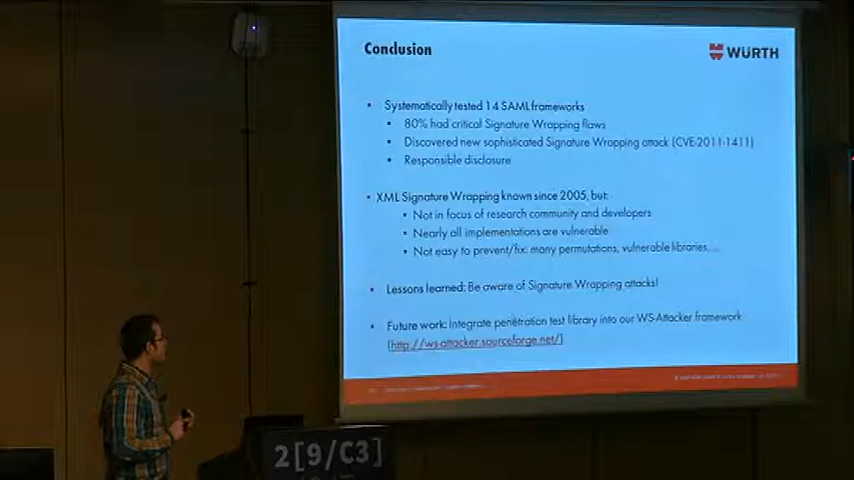 Conclusion
WÜRTH
• Systematically tested 14 SAML frameworks
• 80% had critical Signature Wrapping flaws
• Discovered new sophisticated Signature Wrapping attack (CVE-2011-1411)
• Responsible disclosure
• XML Signature Wrapping known since 2005, but:
• Not in focus of research community and developers
• Nearly all implementations are vulnerable
• Not easy to prevent/fix: many permutations, vulnerable libraries...
• Lessons learned: Be aware of Signature Wrapping attacks!
• Future work: Integrate penetration test library into our WS-Attacker framework
(http://ws-attacker.sourceforge.net/)
2[9/C3]